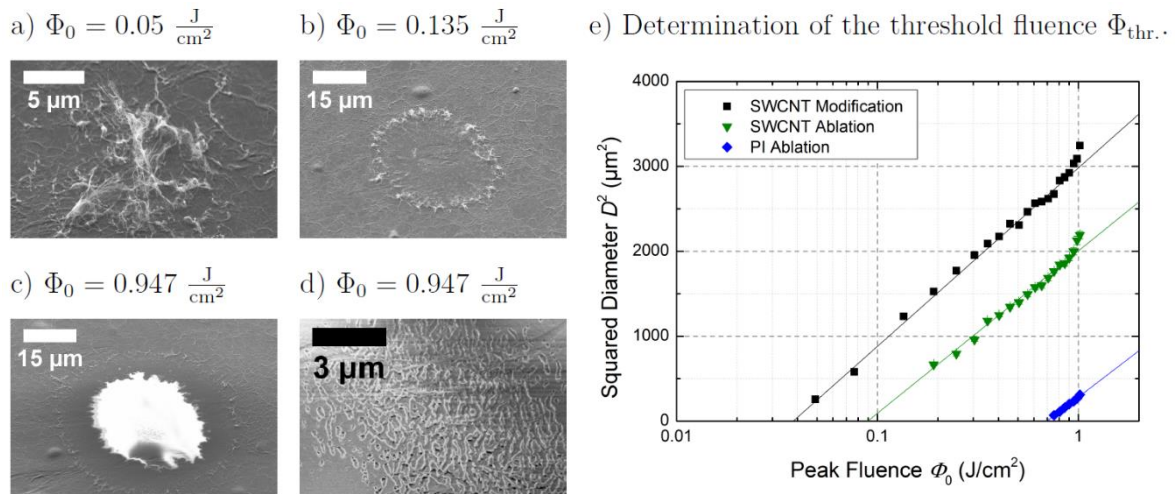 a) Φ₀ = 0.05 J/cm²
b) Φ₀ = 0.135 J/cm²
5 µm
15 µm
c) Φ₀ = 0.947 J/cm²
d) Φ₀ = 0.947 J/cm²
15 µm
3 µm
e) Determination of the threshold fluence Φthr..
SWCNT Modification
SWCNT Ablation
PI Ablation
Squared Diameter D² (µm²)
4000
3000
2000
1000
0
0.01 0.1 1
Peak Fluence Φ₀ (J/cm²)